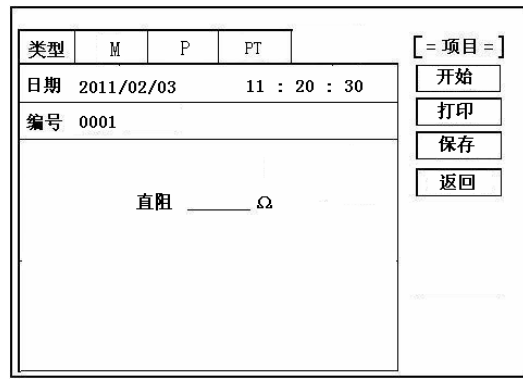 类型 M P PT
日期 2011/02/03 11 : 20 : 30
编号 0001
直阻 ______ Ω
[= 项目 =]
开始
打印
保存
返回